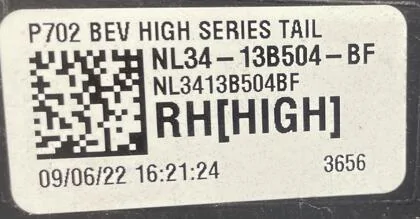 P702 BEV HIGH SERIES TAIL
NL34-13B504-BF
NL3413B504BF
RH[HIGH]
09/06/22 16:21:24 3656